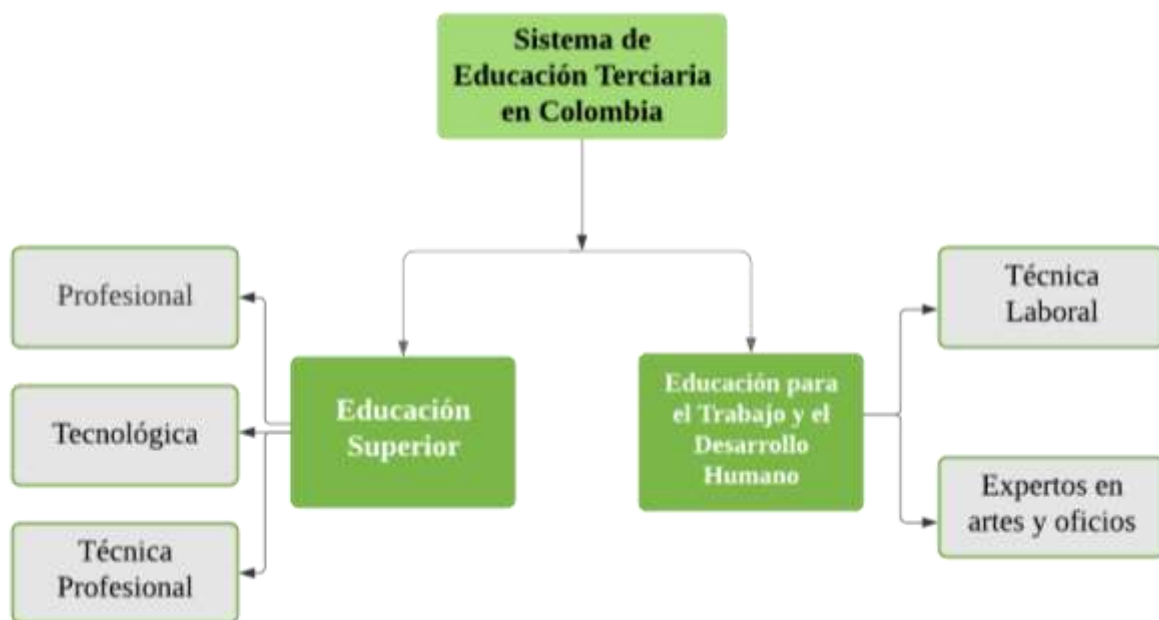 Sistema de
Educación Terciaria
en Colombia
Profesional
Tecnológica
Técnica
Profesional
Educación
Superior
Educación para
el Trabajo y el
Desarrollo
Humano
Técnica
Laboral
Expertos en
artes y oficios